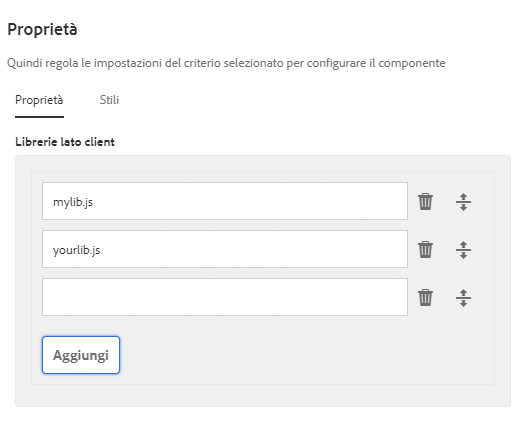 Proprietà
Quindi regola le impostazioni del criterio selezionato per configurare il componente
Proprietà Stili
Librerie lato client
mylib.js
yourlib.js
Aggiungi